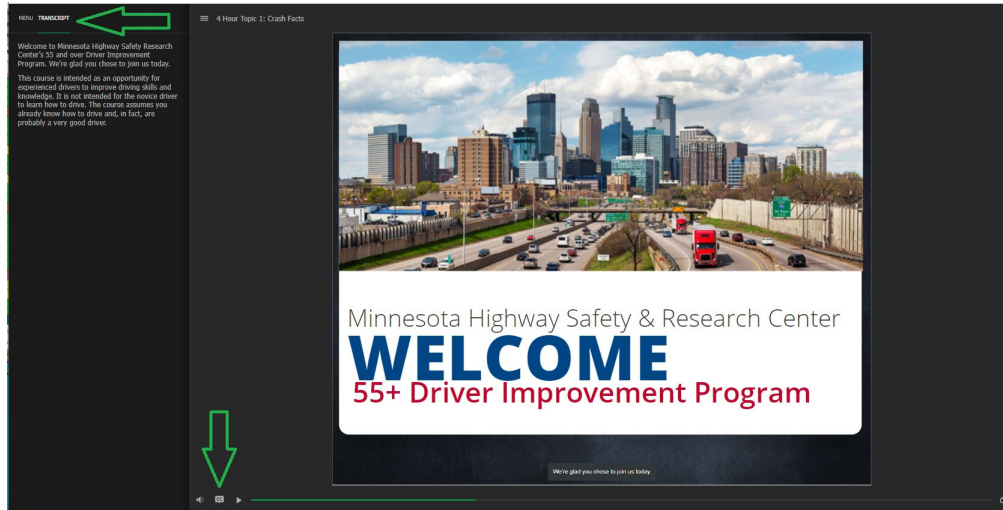 MENU TRANSCRIPT
4 Hour Topic 1: Crash Facts
Welcome to Minnesota Highway Safety Research
Center's 55 and over Driver Improvement
Program. We're glad you chose to join us today.
This course is intended as an opportunity for
experienced drivers to improve driving skills and
knowledge. It is not intended for the novice driver
to learn how to drive. The course assumes you
already know how to drive and, in fact, are
probably a very good driver.
Minnesota Highway Safety & Research Center
WELCOME
55+ Driver Improvement Program
We're glad you chose to join us today.
CC